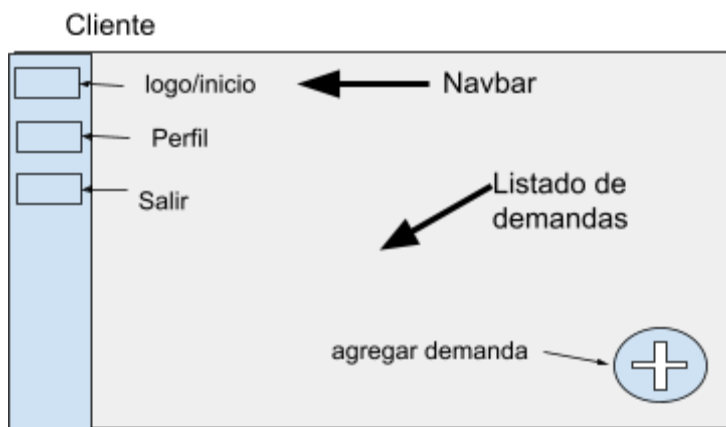 Cliente
logo/inicio
Navbar
Perfil
Listado de
demandas
Salir
agregar demanda